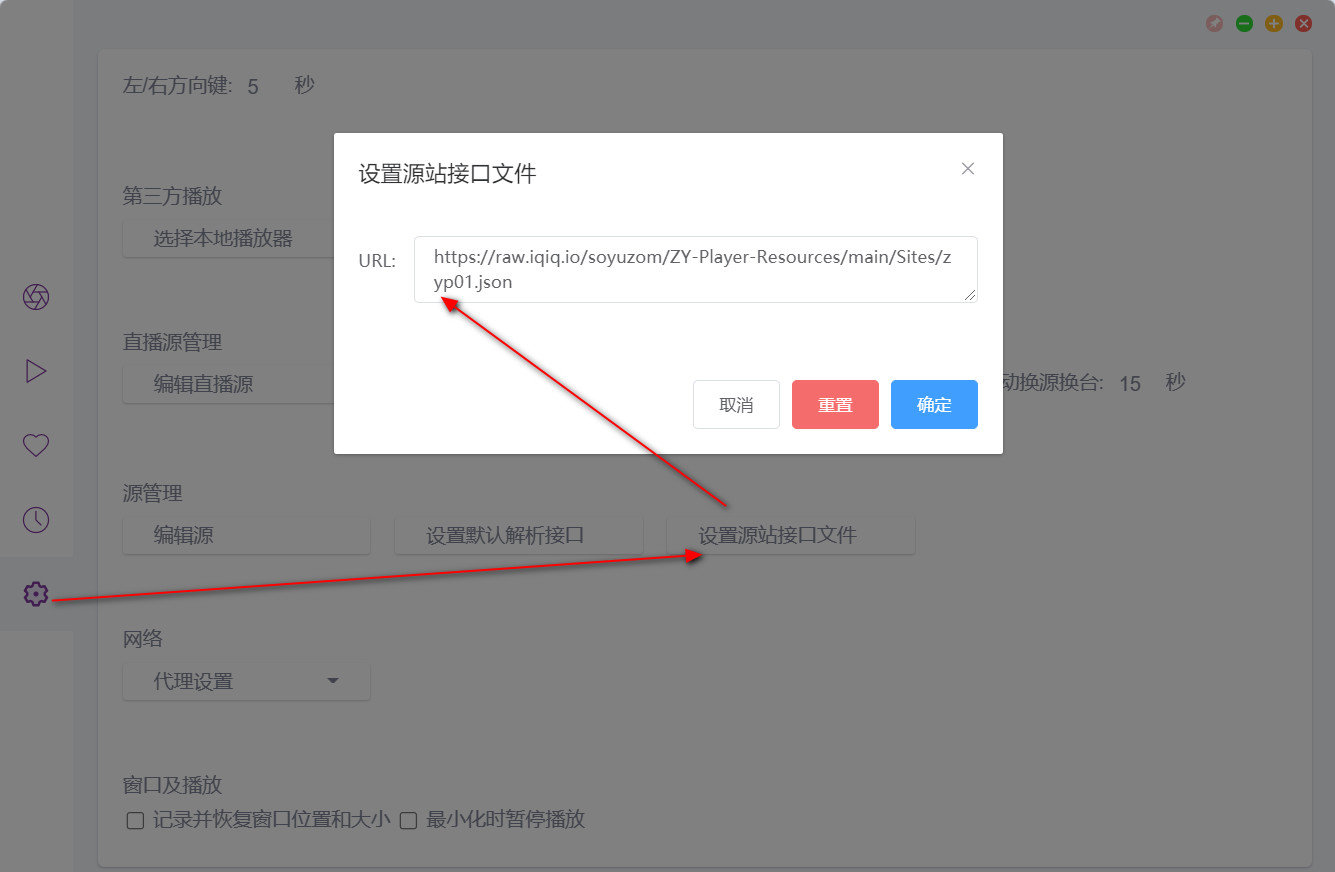 左/右方向键: 5 秒
第三方播放
选择本地播放器
设置源站接口文件
URL: https://raw.iqiq.io/soyuzom/ZY-Player-Resources/main/Sites/z
yp01.json
取消 重置 确定
直播源管理
编辑直播源 动换源换台: 15 秒
源管理
编辑源 设置默认解析接口 设置源站接口文件
网络
代理设置
窗口及播放
记录并恢复窗口位置和大小 最小化时暂停播放